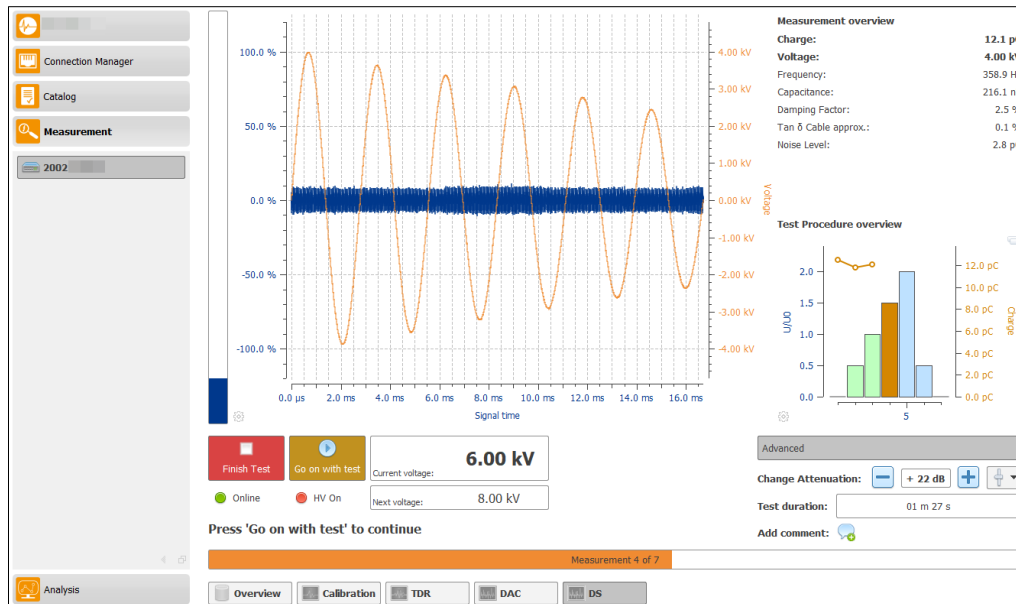 Connection Manager
Catalog
Measurement
2002
Analysis
100.0 %
50.0 %
0.0 %
-50.0 %
-100.0 %
4.00 kV
3.00 kV
2.00 kV
1.00 kV
0.00 kV
-1.00 kV
-2.00 kV
-3.00 kV
-4.00 kV
Voltage
0.0 µs
2.0 ms
4.0 ms
6.0 ms
8.0 ms
10.0 ms
12.0 ms
14.0 ms
16.0 ms
Signal time
Measurement overview
Charge: 12.1 pC
Voltage: 4.00 kV
Frequency: 358.9 H
Capacitance: 216.1 n
Damping Factor: 2.5 %
Tan δ Cable approx.: 0.1 %
Noise Level: 2.8 p
Test Procedure overview
2.0
1.5
1.0
0.5
0.0
U/U0
12.0 pC
10.0 pC
8.0 pC
6.0 pC
4.0 pC
2.0 pC
0.0 pC
Charge
5
Finish Test
Go on with test
Current voltage: 6.00 kV
Online
HV On
Next voltage: 8.00 kV
Press 'Go on with test' to continue
Advanced
Change Attenuation: + 22 dB
Test duration: 01 m 27 s
Add comment:
Measurement 4 of 7
Overview
Calibration
TDR
DAC
DS